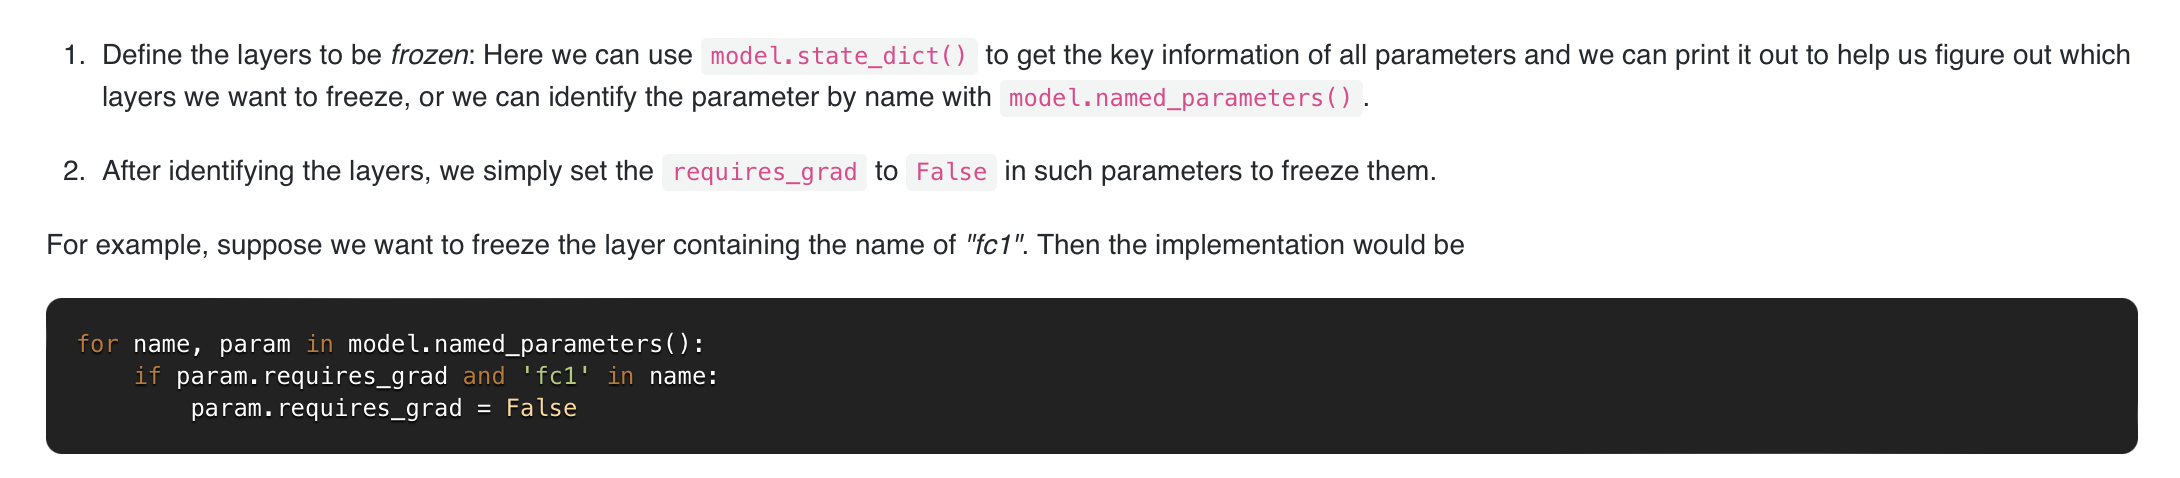 1. Define the layers to be frozen: Here we can use model.state_dict() to get the key information of all parameters and we can print it out to help us figure out which
layers we want to freeze, or we can identify the parameter by name with model.named_parameters().
2. After identifying the layers, we simply set the requires_grad to False in such parameters to freeze them.
For example, suppose we want to freeze the layer containing the name of "fc1". Then the implementation would be
for name, param in model.named_parameters():
    if param.requires_grad and 'fc1' in name:
        param.requires_grad = False